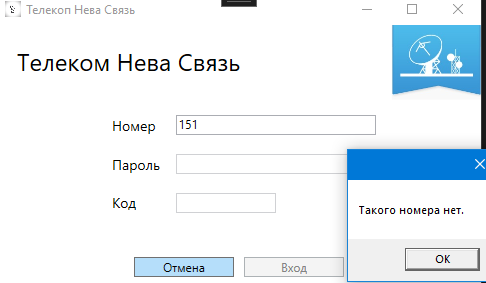 Телекоп Нева Связь
Телеком Нева Связь
Номер
151
Пароль
Код
Такого номера нет.
OK
Отмена
Вход